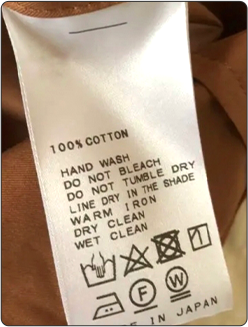 100% COTTON
HAND WASH
DO NOT BLEACH
DO NOT TUMBLE DRY
LINE DRY IN THE SHADE
WARM IRON
DRY CLEAN
WET CLEAN
F W
IN JAPAN